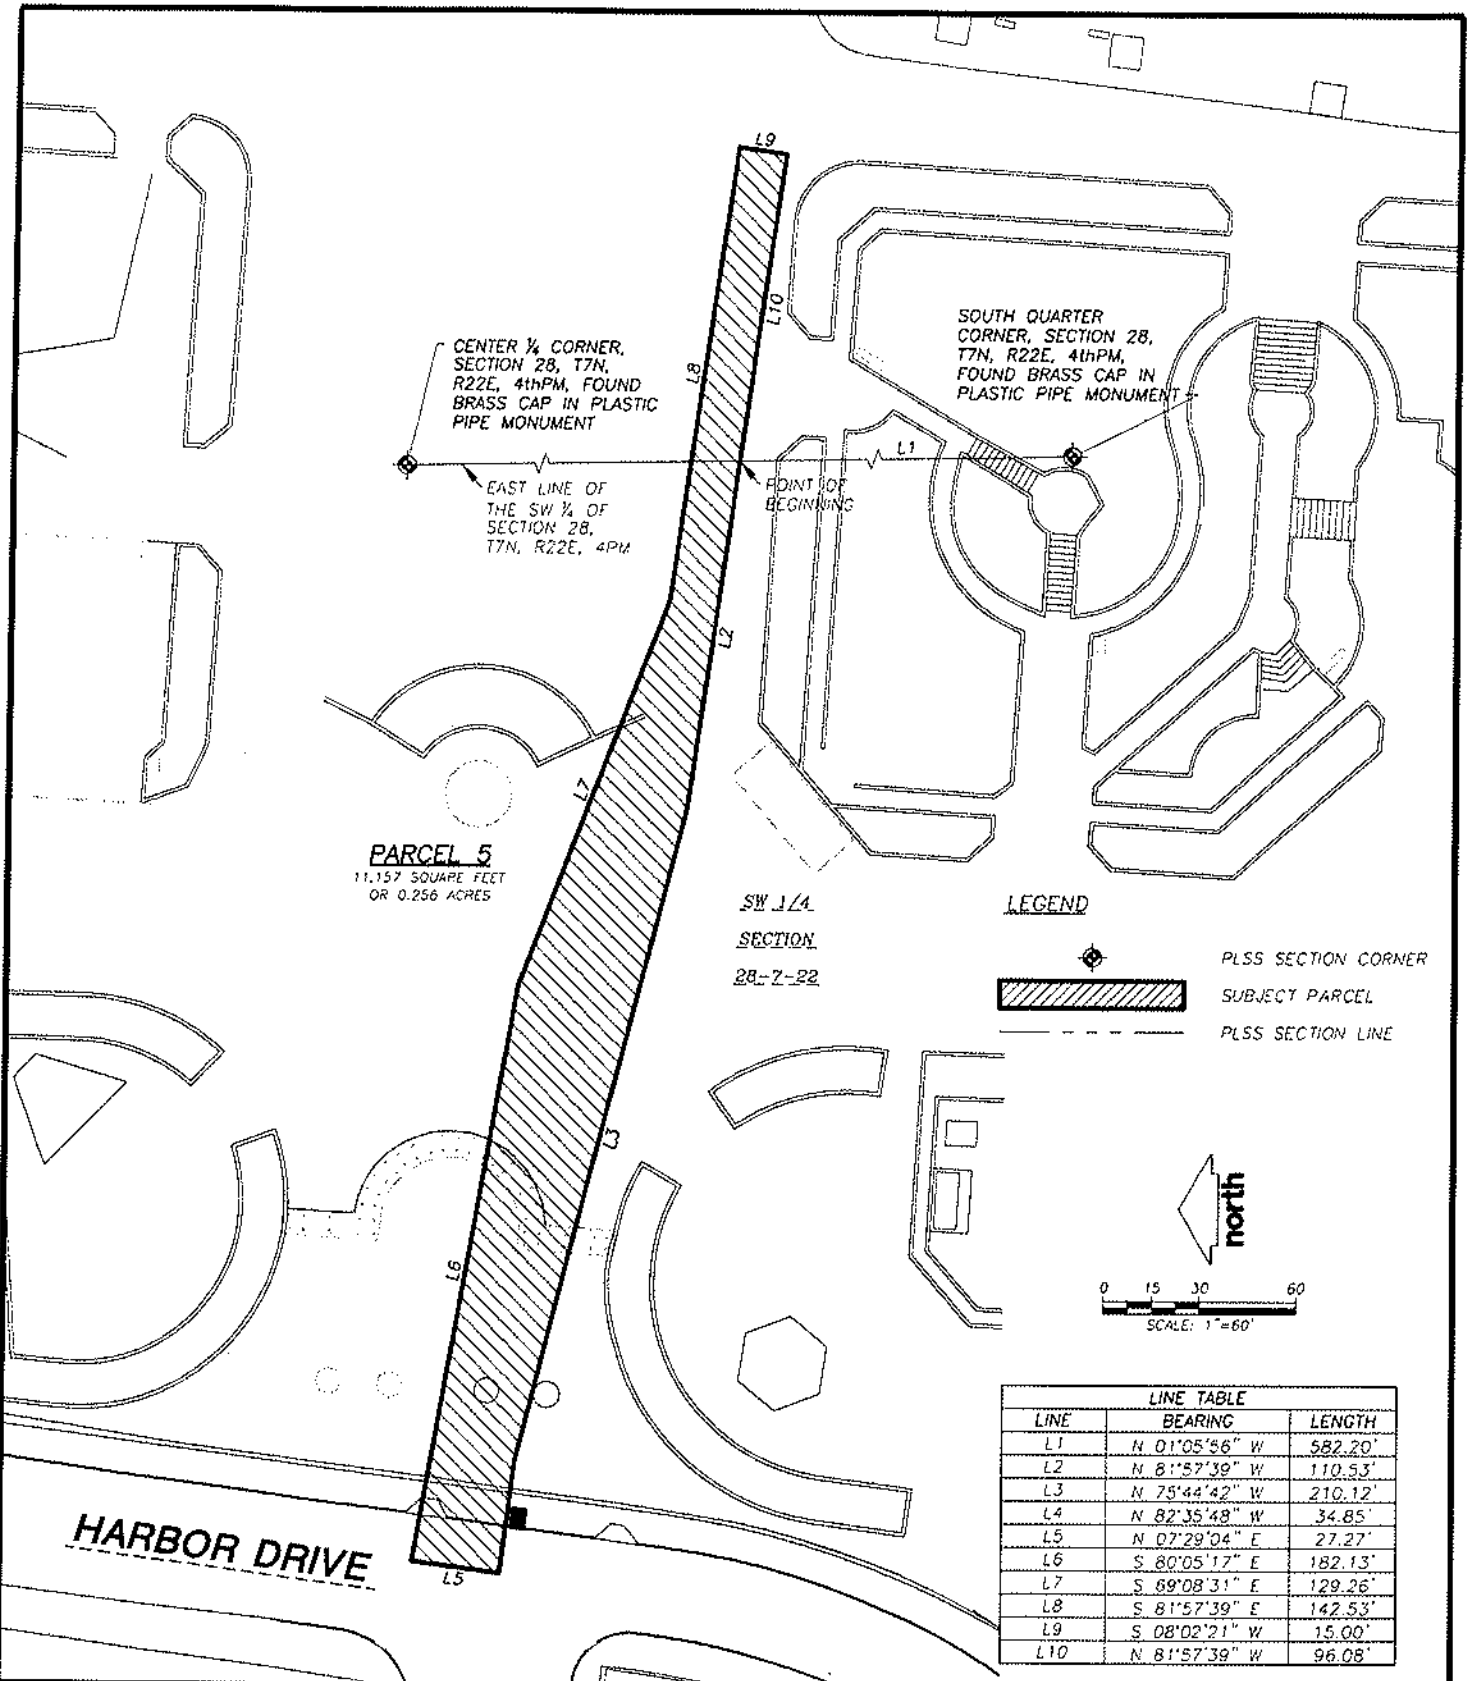 L9
L10
L8
CENTER ¼ CORNER,
SECTION 28, T7N,
R22E, 4thPM, FOUND
BRASS CAP IN PLASTIC
PIPE MONUMENT
SOUTH QUARTER
CORNER, SECTION 28,
T7N, R22E, 4thPM,
FOUND BRASS CAP IN
PLASTIC PIPE MONUMENT
L1
EAST LINE OF
THE SW ¼ OF
SECTION 28,
T7N, R22E, 4PM
POINT OF
BEGINNING
L2
L7
PARCEL 5
11,157 SQUARE FEET
OR 0.256 ACRES
SW 1/4
SECTION
28-7-22
LEGEND
PLSS SECTION CORNER
SUBJECT PARCEL
PLSS SECTION LINE
L3
L6
north
0 15 30 60
SCALE: 1"=60'
HARBOR DRIVE
L5
LINE TABLE
LINE BEARING LENGTH
L1 N 01°05'56" W 582.20'
L2 N 81°57'39" W 110.53'
L3 N 75°44'42" W 210.12'
L4 N 82°35'48" W 34.85'
L5 N 07°29'04" E 27.27'
L6 S 80°05'17" E 182.13'
L7 S 69°08'31" E 129.26'
L8 S 81°57'39" E 142.53'
L9 S 08°02'21" W 15.00'
L10 N 81°57'39" W 96.08'